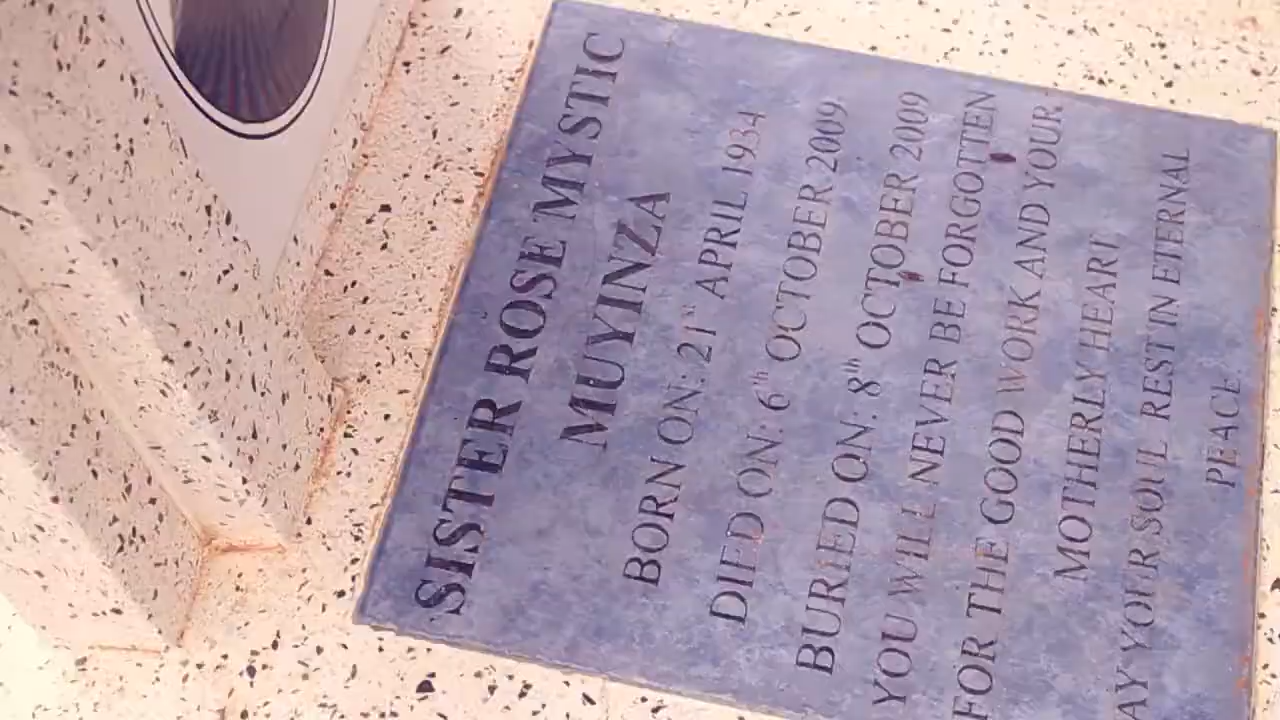 SISTER ROSE MYSTIC
MUYINZA
BORN ON: 21ˢᵗ APRIL 1934
DIED ON: 6ᵗʰ OCTOBER 2009
BURIED ON: 8ᵗʰ OCTOBER 2009
YOU WILL NEVER BE FORGOTTEN
FOR THE GOOD WORK AND YOUR
MOTHERLY HEART
AY YOUR SOUL REST IN ETERNAL
PEACE